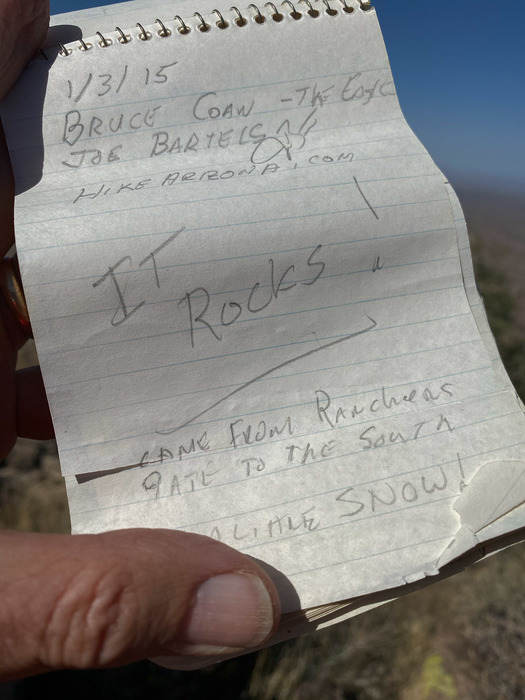 1/3/15
BRUCE COAN - THE
JOE BARTELS
HIKEARIZONA.COM
IT
ROCKS !
CAME FROM RANCHERS
GATE TO THE SOUTH
SNOW!